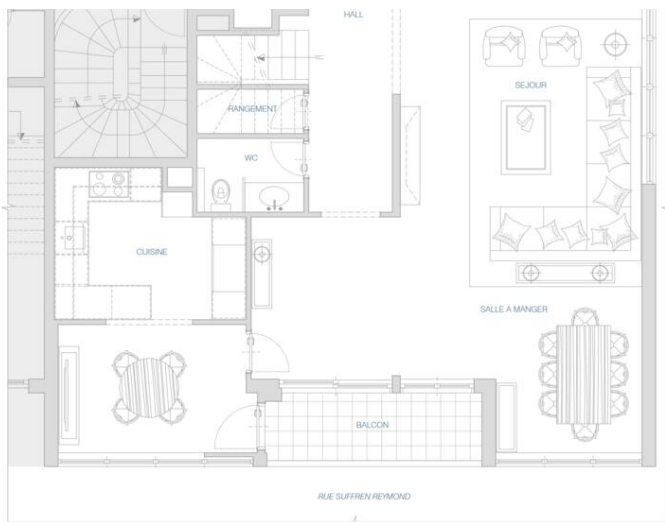 HALL
SEJOUR
RANGEMENT
WC
CUISINE
SALLE A MANGER
BALCON
RUE SUFFREN REYMOND